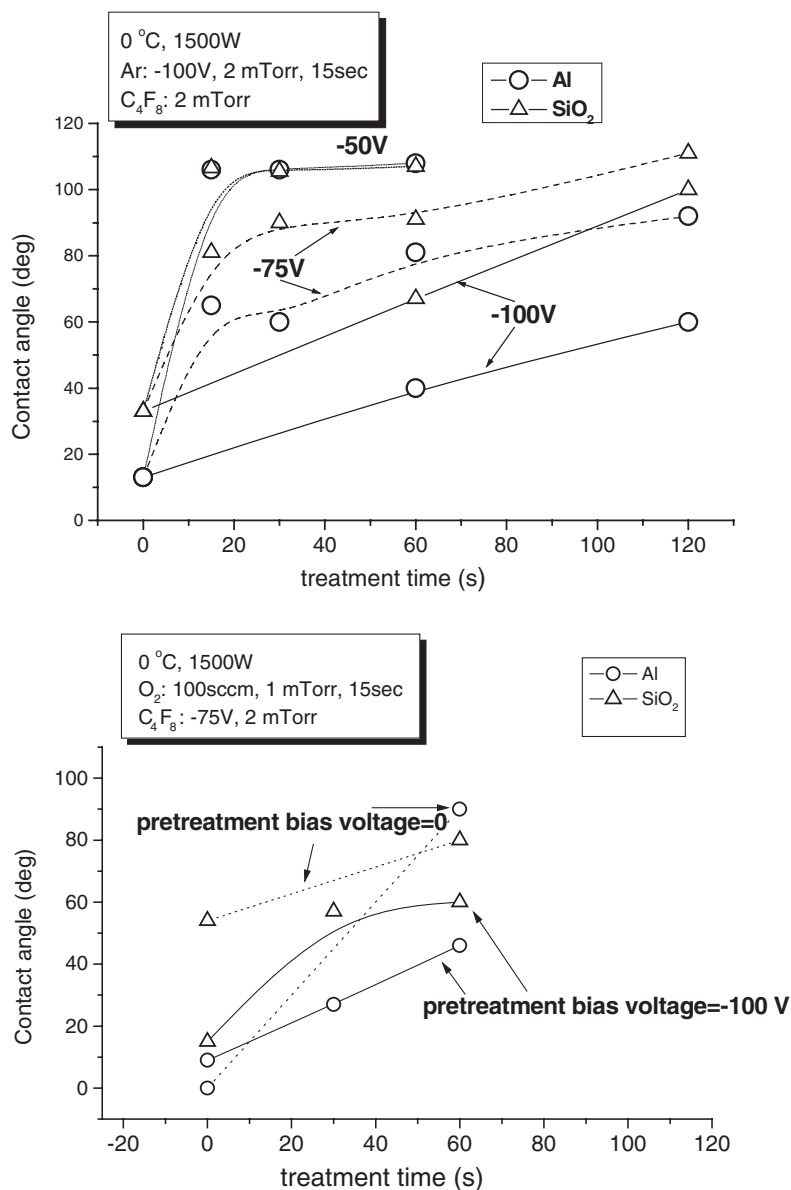 0 °C, 1500W
Ar: -100V, 2 mTorr, 15sec
C₄F₈: 2 mTorr
Al
SiO₂
120
100
80
60
40
20
0
Contact angle (deg)
-50V
-75V
-100V
0 20 40 60 80 100 120
treatment time (s)
0 °C, 1500W
O₂: 100sccm, 1 mTorr, 15sec
C₄F₈: -75V, 2 mTorr
Al
SiO₂
100
80
60
40
20
0
Contact angle (deg)
pretreatment bias voltage=0
pretreatment bias voltage=-100 V
-20 0 20 40 60 80 100 120
treatment time (s)